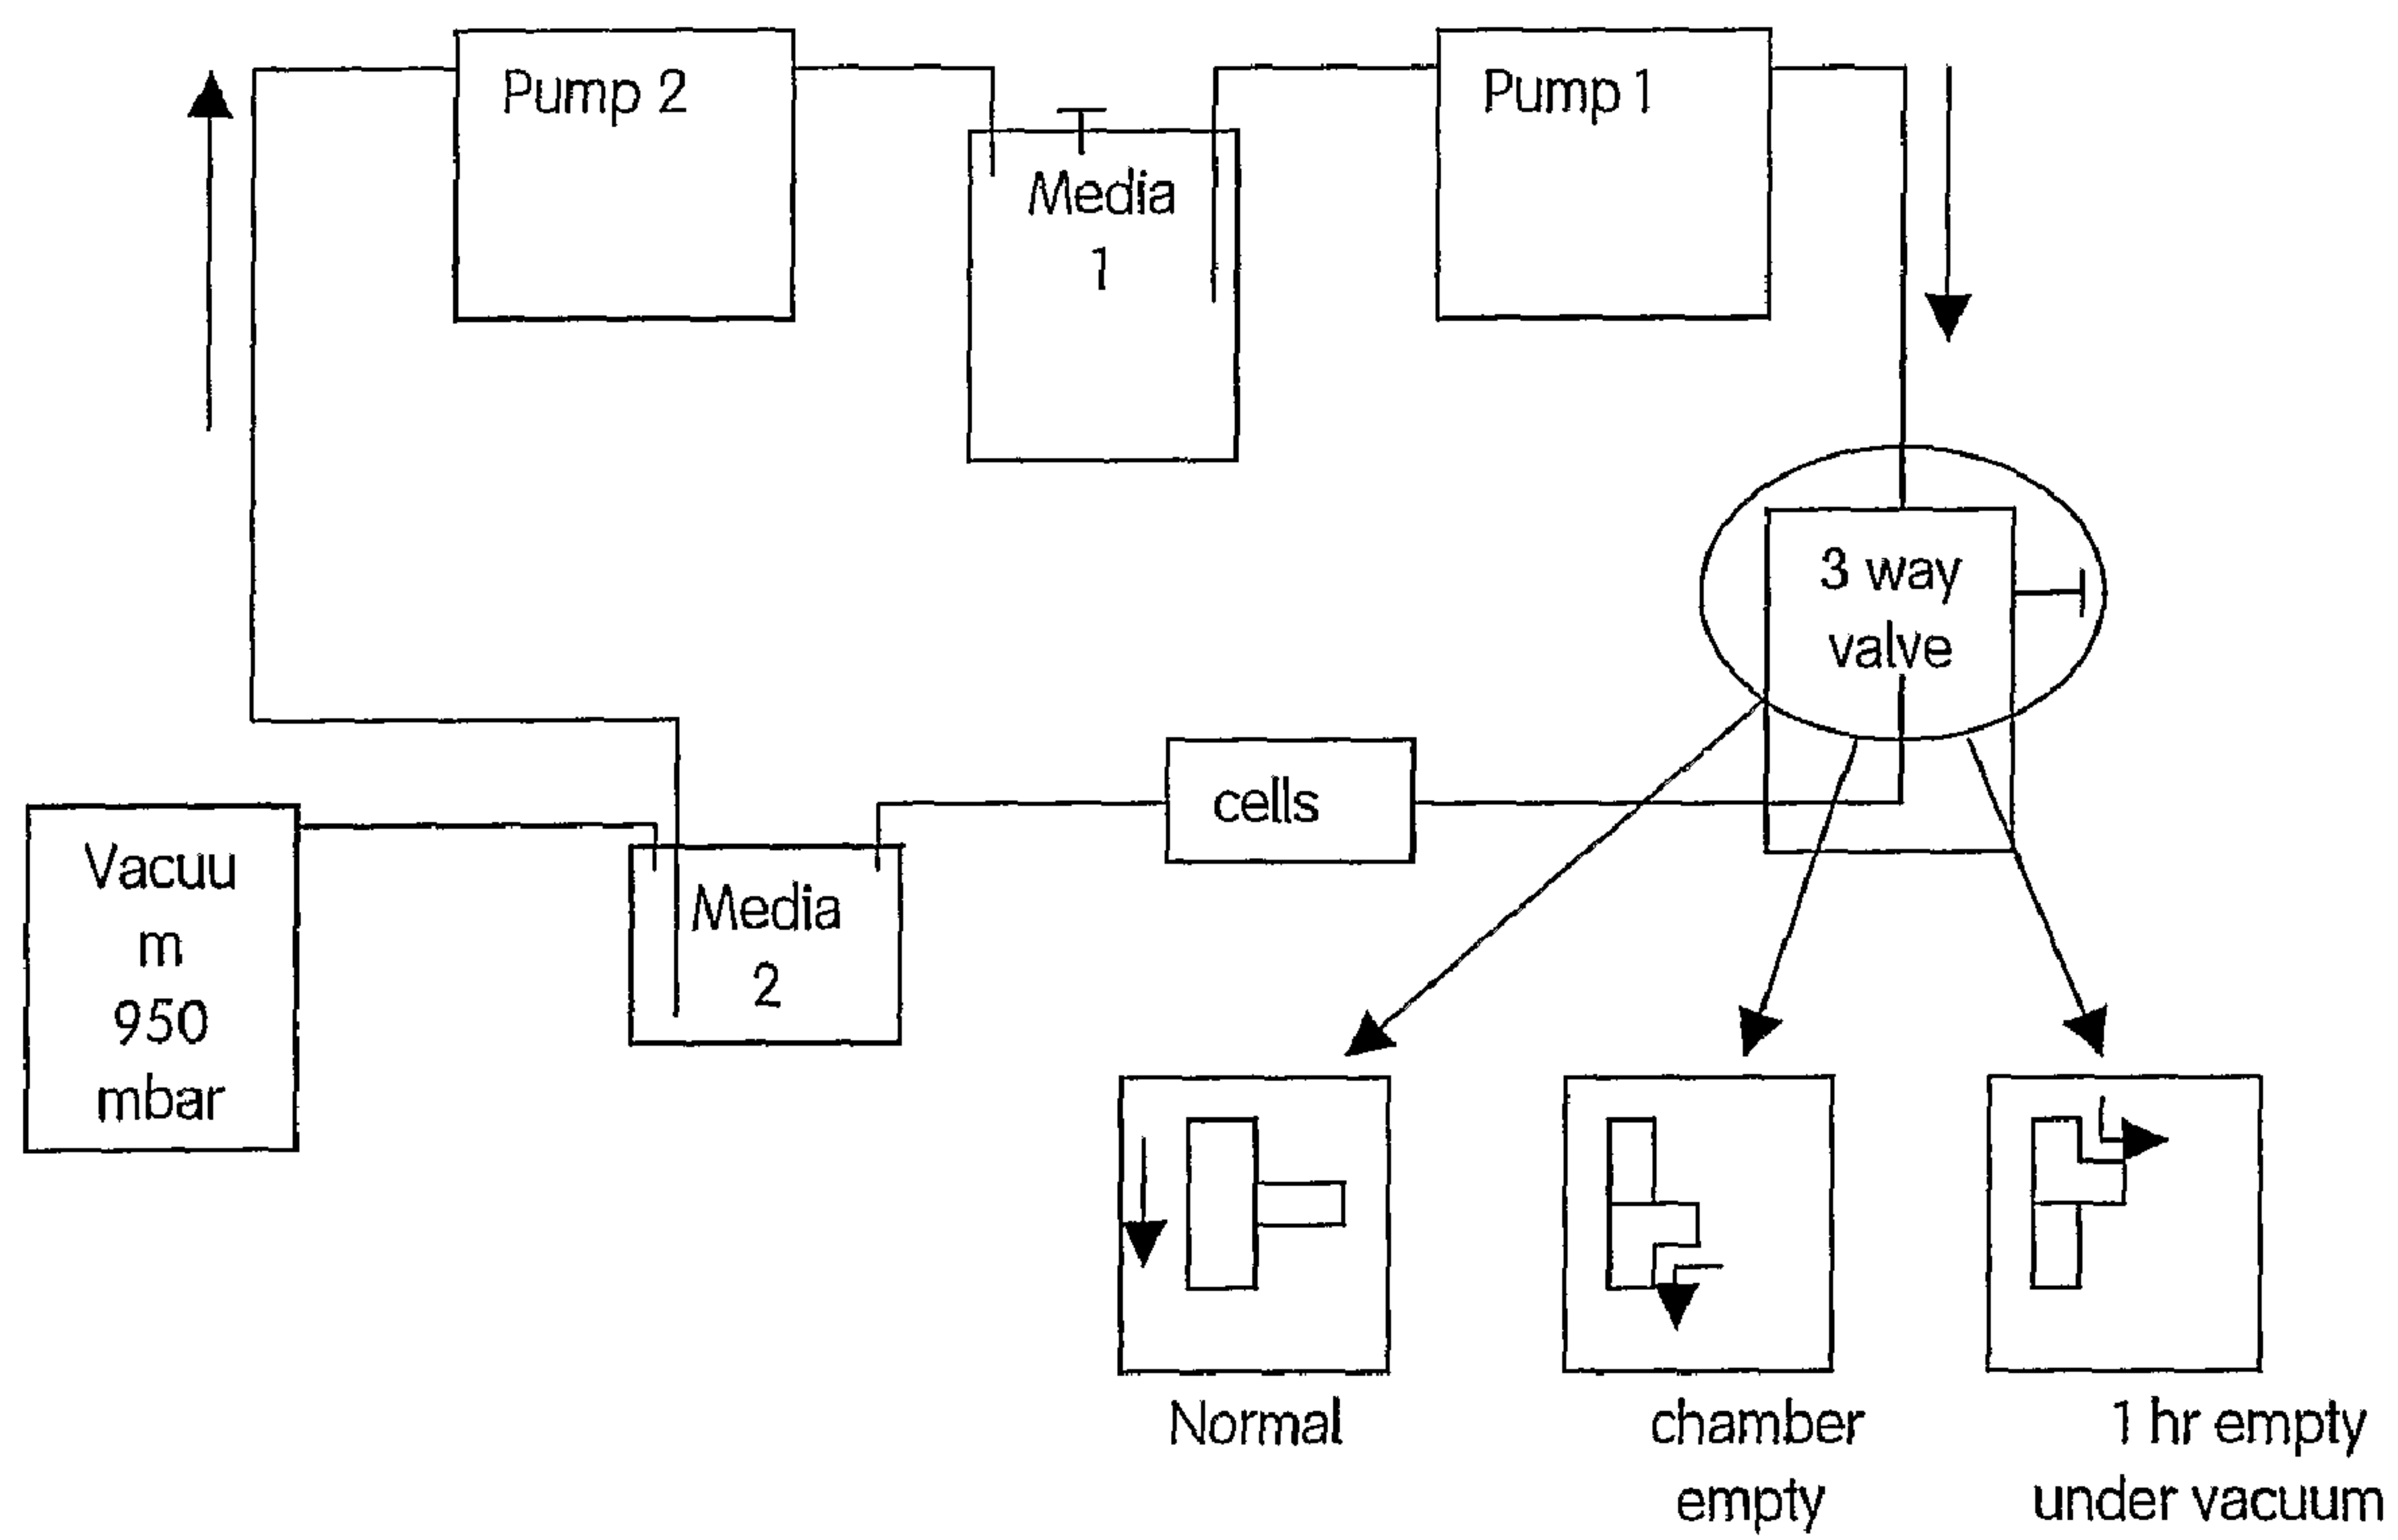 Pump 2
Pump 1
Media
1
3 way
valve
cells
Vacuu
m
950
mbar
Media
2
Normal
chamber
empty
1 hr empty
under vacuum